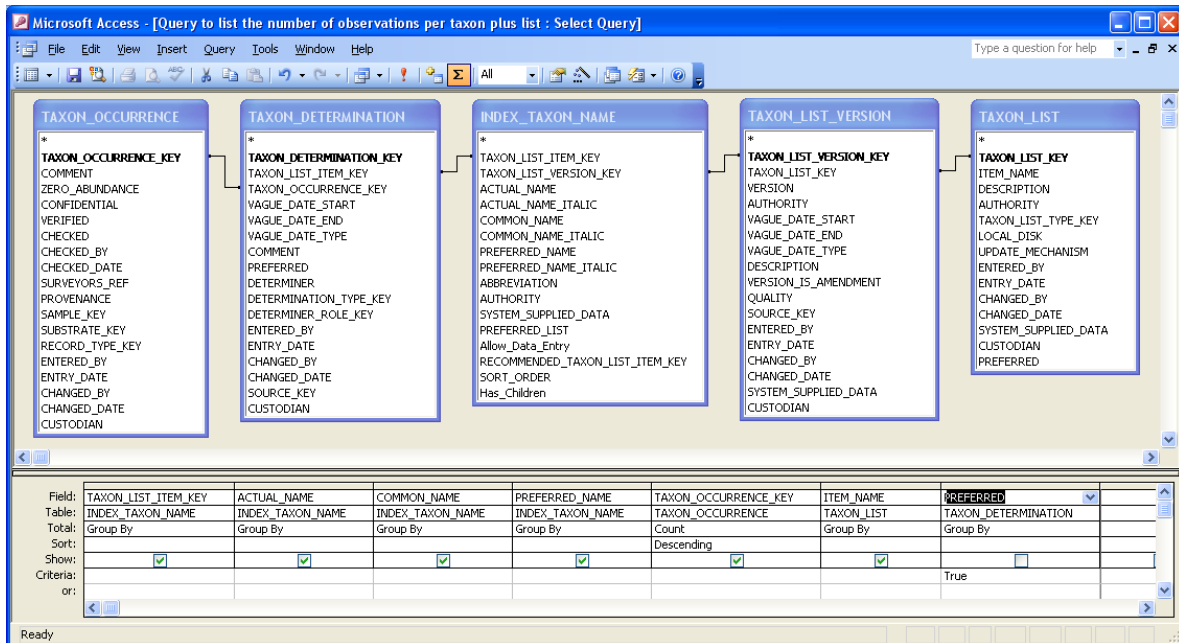 Microsoft Access - [Query to list the number of observations per taxon plus list : Select Query]
File Edit View Insert Query Tools Window Help
Type a question for help
All
TAXON_OCCURRENCE
*
TAXON_OCCURRENCE_KEY
COMMENT
ZERO_ABUNDANCE
CONFIDENTIAL
VERIFIED
CHECKED
CHECKED_BY
CHECKED_DATE
SURVEYORS_REF
PROVENANCE
SAMPLE_KEY
SUBSTRATE_KEY
RECORD_TYPE_KEY
ENTERED_BY
ENTRY_DATE
CHANGED_BY
CHANGED_DATE
CUSTODIAN
TAXON_DETERMINATION
*
TAXON_DETERMINATION_KEY
TAXON_LIST_ITEM_KEY
TAXON_OCCURRENCE_KEY
VAGUE_DATE_START
VAGUE_DATE_END
VAGUE_DATE_TYPE
COMMENT
PREFERRED
DETERMINER
DETERMINATION_TYPE_KEY
DETERMINER_ROLE_KEY
ENTERED_BY
ENTRY_DATE
CHANGED_BY
CHANGED_DATE
SOURCE_KEY
CUSTODIAN
INDEX_TAXON_NAME
*
TAXON_LIST_ITEM_KEY
TAXON_LIST_VERSION_KEY
ACTUAL_NAME
ACTUAL_NAME_ITALIC
COMMON_NAME
COMMON_NAME_ITALIC
PREFERRED_NAME
PREFERRED_NAME_ITALIC
ABBREVIATION
AUTHORITY
SYSTEM_SUPPLIED_DATA
PREFERRED_LIST
Allow_Data_Entry
RECOMMENDED_TAXON_LIST_ITEM_KEY
SORT_ORDER
Has_Children
TAXON_LIST_VERSION
*
TAXON_LIST_VERSION_KEY
TAXON_LIST_KEY
VERSION
AUTHORITY
VAGUE_DATE_START
VAGUE_DATE_END
VAGUE_DATE_TYPE
DESCRIPTION
VERSION_IS_AMENDMENT
QUALITY
SOURCE_KEY
ENTERED_BY
ENTRY_DATE
CHANGED_BY
CHANGED_DATE
SYSTEM_SUPPLIED_DATA
CUSTODIAN
TAXON_LIST
*
TAXON_LIST_KEY
ITEM_NAME
DESCRIPTION
AUTHORITY
TAXON_LIST_TYPE_KEY
LOCAL_DISK
UPDATE_MECHANISM
ENTERED_BY
ENTRY_DATE
CHANGED_BY
CHANGED_DATE
SYSTEM_SUPPLIED_DATA
CUSTODIAN
PREFERRED
Field: TAXON_LIST_ITEM_KEY ACTUAL_NAME COMMON_NAME PREFERRED_NAME TAXON_OCCURRENCE_KEY ITEM_NAME PREFERRED
Table: INDEX_TAXON_NAME INDEX_TAXON_NAME INDEX_TAXON_NAME INDEX_TAXON_NAME TAXON_OCCURRENCE TAXON_LIST TAXON_DETERMINATION
Total: Group By Group By Group By Group By Count Group By Group By
Sort: Descending
Show:
Criteria: True
or:
Ready